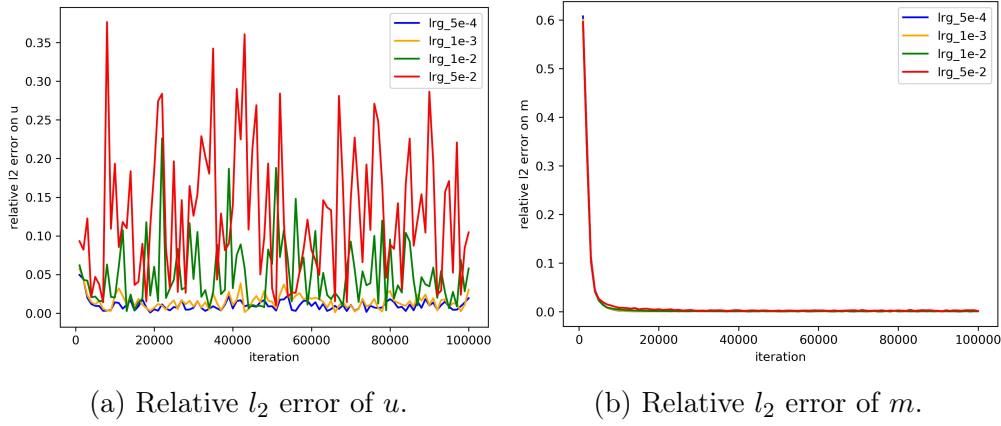 relative l2 error on u
0.35
0.30
0.25
0.20
0.15
0.10
0.05
0.00
0
20000
40000
60000
80000
100000
iteration
lrg_5e-4
lrg_1e-3
lrg_1e-2
lrg_5e-2
(a) Relative l₂ error of u.
relative l2 error on m
0.6
0.5
0.4
0.3
0.2
0.1
0.0
0
20000
40000
60000
80000
100000
iteration
lrg_5e-4
lrg_1e-3
lrg_1e-2
lrg_5e-2
(b) Relative l₂ error of m.